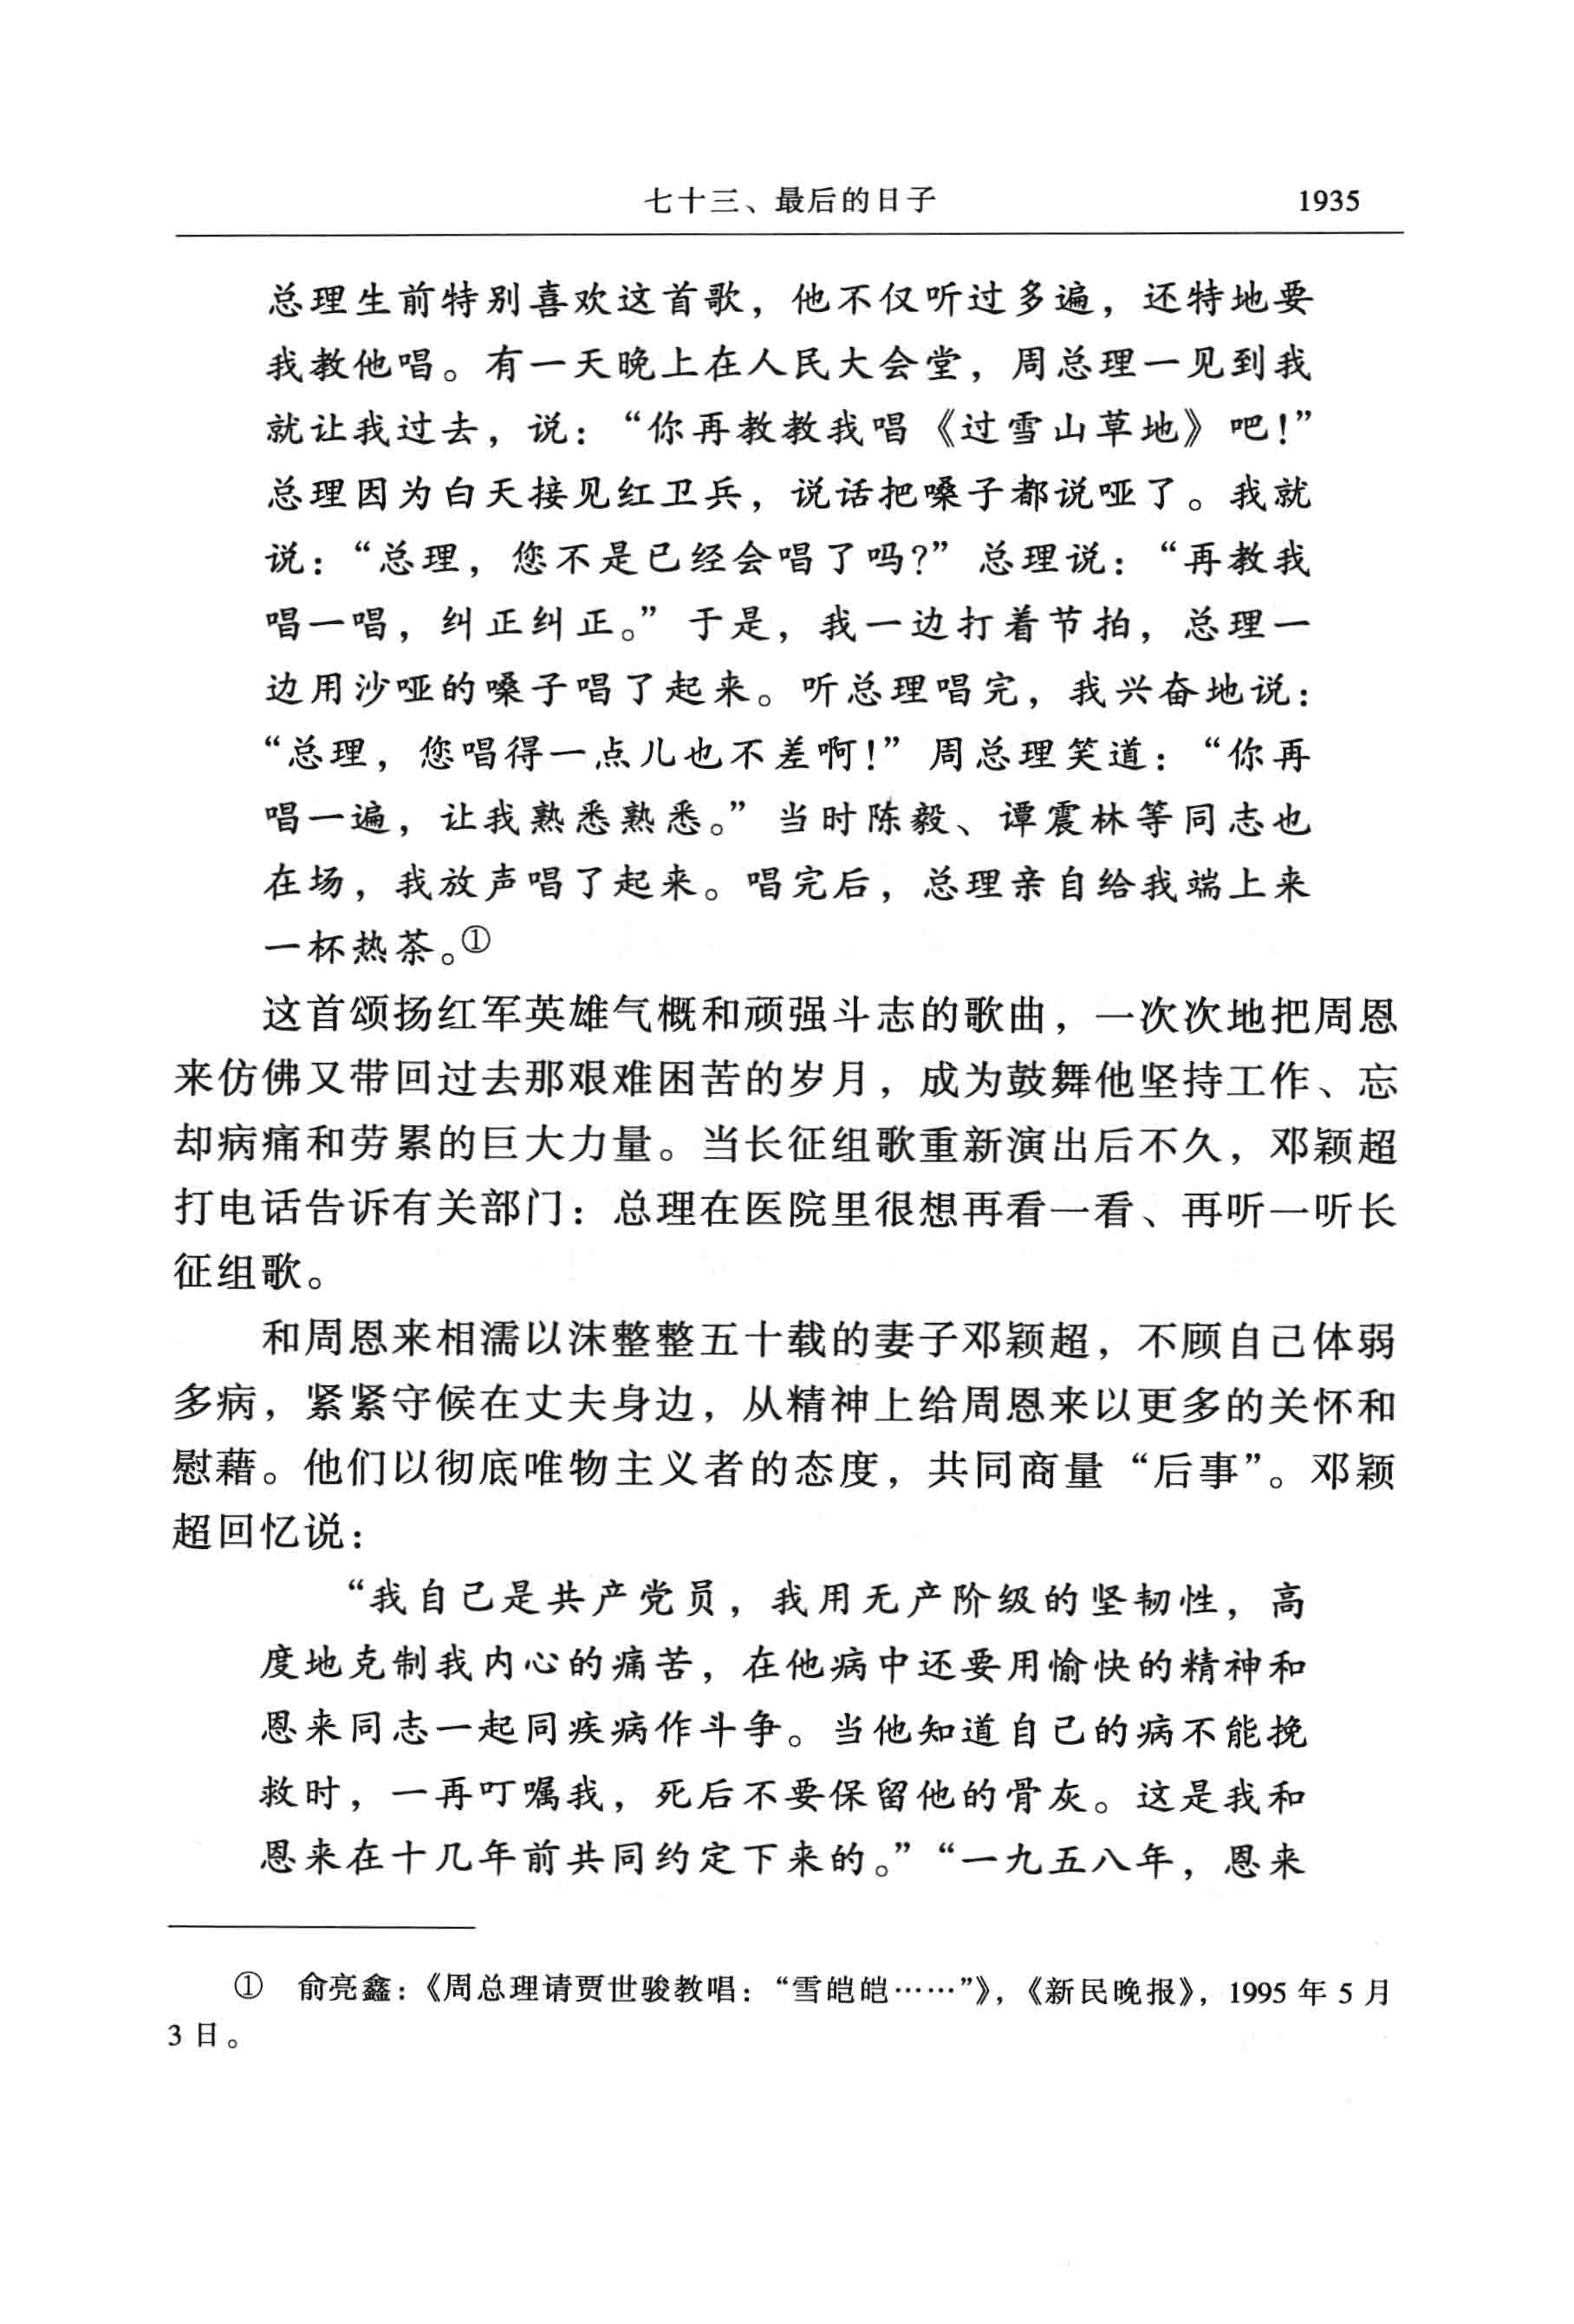 七十三、最后的日子 1935
总理生前特别喜欢这首歌，他不仅听过多遍，还特地要
我教他唱。有一天晚上在人民大会堂，周总理一见到我
就让我过去，说：“你再教教我唱《过雪山草地》吧！”
总理因为白天接见红卫兵，说话把嗓子都说哑了。我就
说：“总理，您不是已经会唱了吗？”总理说：“再教我
唱一唱，纠正纠正。”于是，我一边打着节拍，总理一
边用沙哑的嗓子唱了起来。听总理唱完，我兴奋地说：
“总理，您唱得一点儿也不差啊！”周总理笑道：“你再
唱一遍，让我熟悉熟悉。”当时陈毅、谭震林等同志也
在场，我放声唱了起来。唱完后，总理亲自给我端上来
一杯热茶。①
这首颂扬红军英雄气概和顽强斗志的歌曲，一次次地把周恩
来仿佛又带回过去那艰难困苦的岁月，成为鼓舞他坚持工作、忘
却病痛和劳累的巨大力量。当长征组歌重新演出后不久，邓颖超
打电话告诉有关部门：总理在医院里很想再看一看、再听一听长
征组歌。
和周恩来相濡以沫整整五十载的妻子邓颖超，不顾自己体弱
多病，紧紧守候在丈夫身边，从精神上给周恩来以更多的关怀和
慰藉。他们以彻底唯物主义者的态度，共同商量“后事”。邓颖
超回忆说：
“我自己是共产党员，我用无产阶级的坚韧性，高
度地克制我内心的痛苦，在他病中还要用愉快的精神和
恩来同志一起同疾病作斗争。当他知道自己的病不能挽
救时，一再叮嘱我，死后不要保留他的骨灰。这是我和
恩来在十几年前共同约定下来的。”“一九五八年，恩来
① 俞亮鑫：《周总理请贾世骏教唱：“雪皑皑……”》，《新民晚报》，1995 年 5 月
3 日。